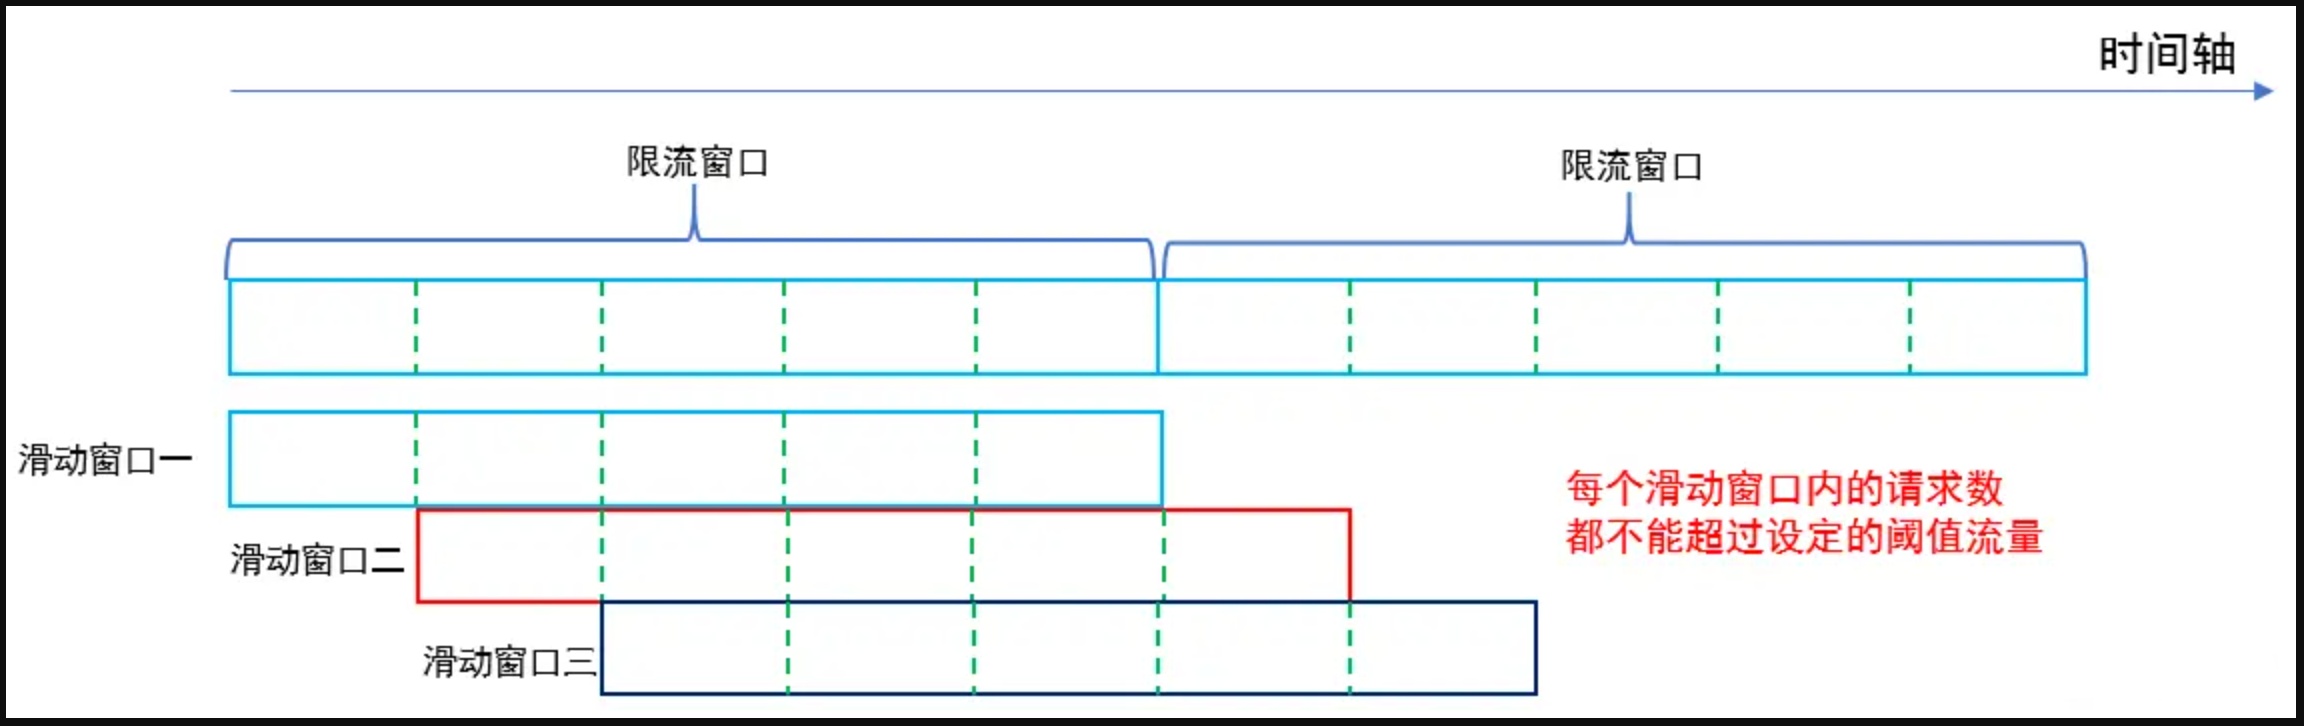 时间轴
限流窗口
限流窗口
滑动窗口一
每个滑动窗口内的请求数
都不能超过设定的阈值流量
滑动窗口二
滑动窗口三